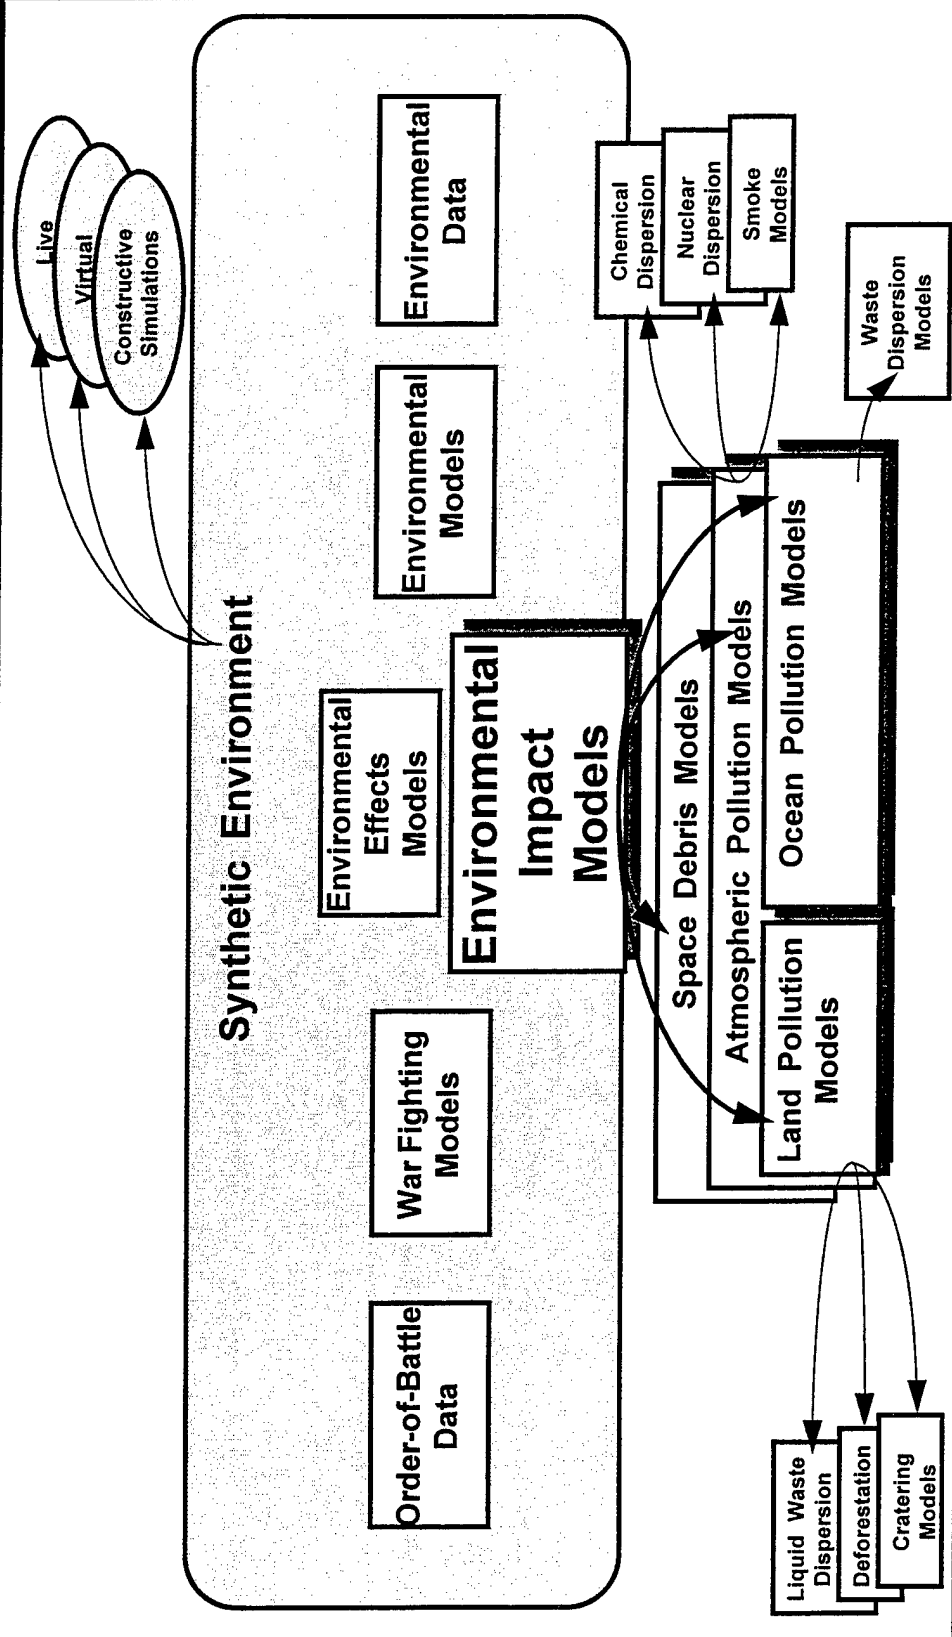 Live
Virtual
Constructive
Simulations
Synthetic Environment
Order-of-Battle
Data
War Fighting
Models
Environmental
Effects
Models
Environmental
Models
Environmental
Data
Environmental
Impact
Models
Space Debris Models
Atmospheric Pollution Models
Land Pollution
Models
Ocean Pollution Models
Chemical
Dispersion
Nuclear
Dispersion
Smoke
Models
Waste
Dispersion
Models
Liquid Waste
Dispersion
Deforestation
Cratering
Models